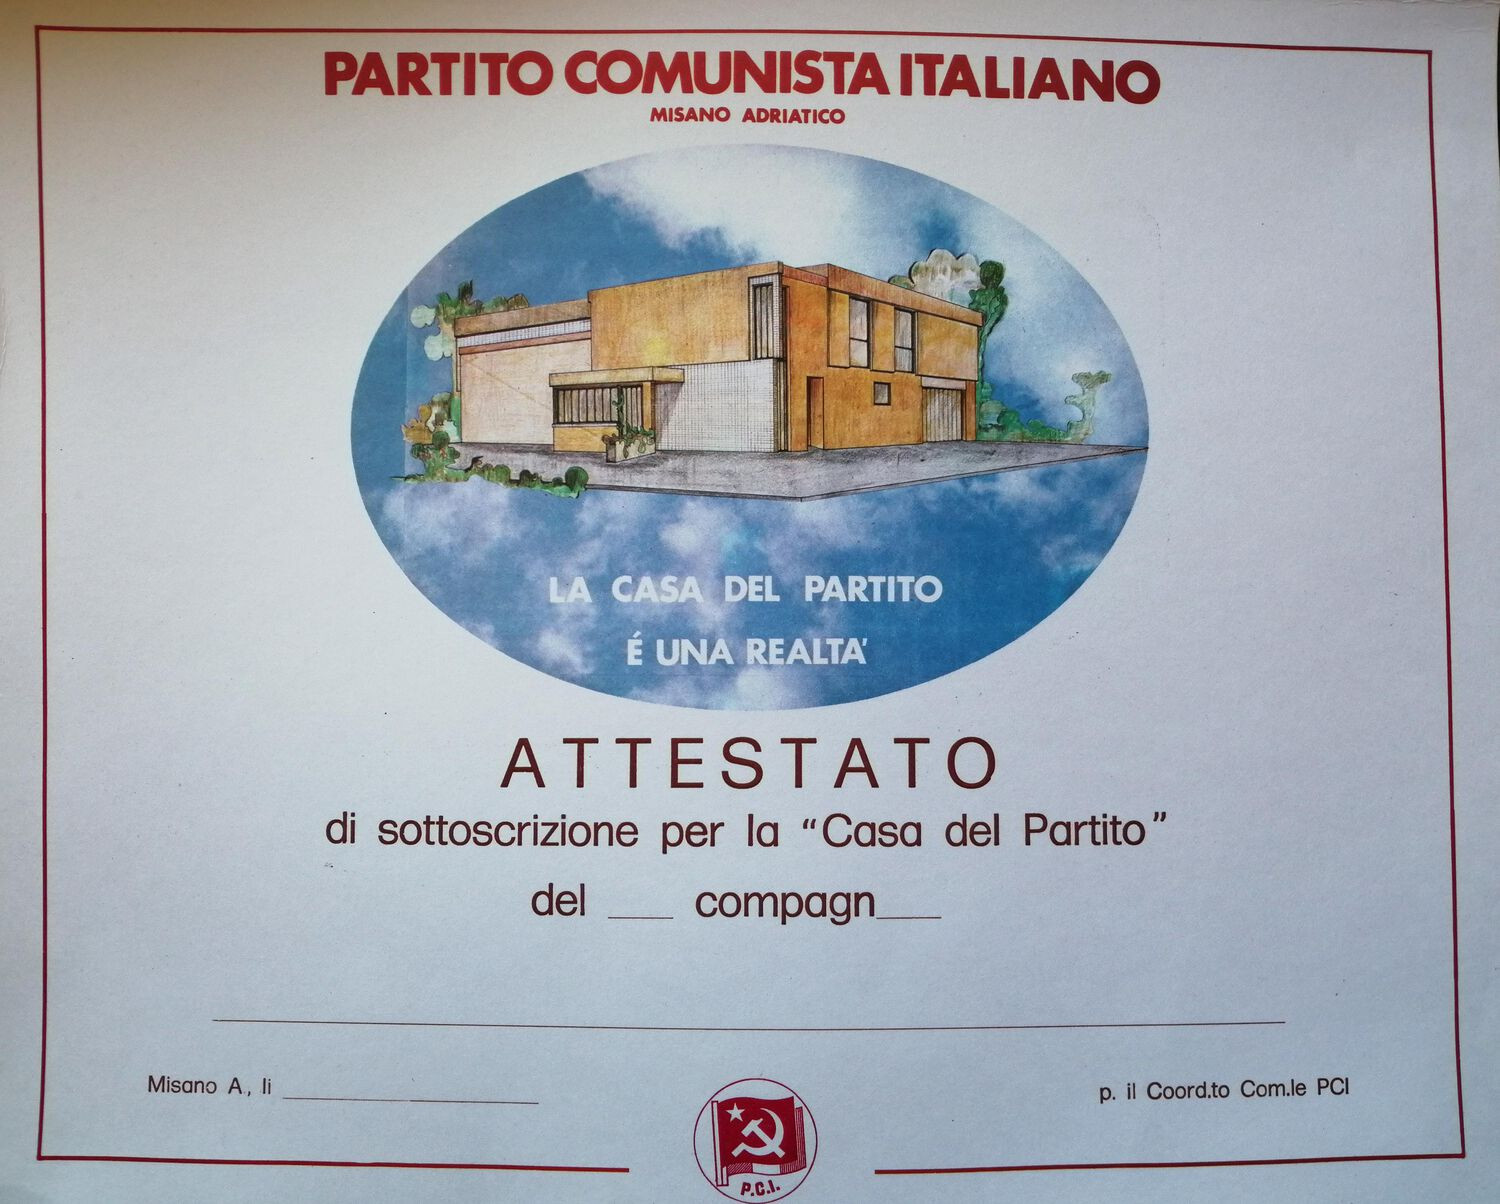 PARTITO COMUNISTA ITALIANO
MISANO ADRIATICO
LA CASA DEL PARTITO
É UNA REALTA'
ATTESTATO
di sottoscrizione per la “Casa del Partito”
del ___ compagn___
Misano A., li ___
p. il Coord.to Com.le PCI
P.C.I.